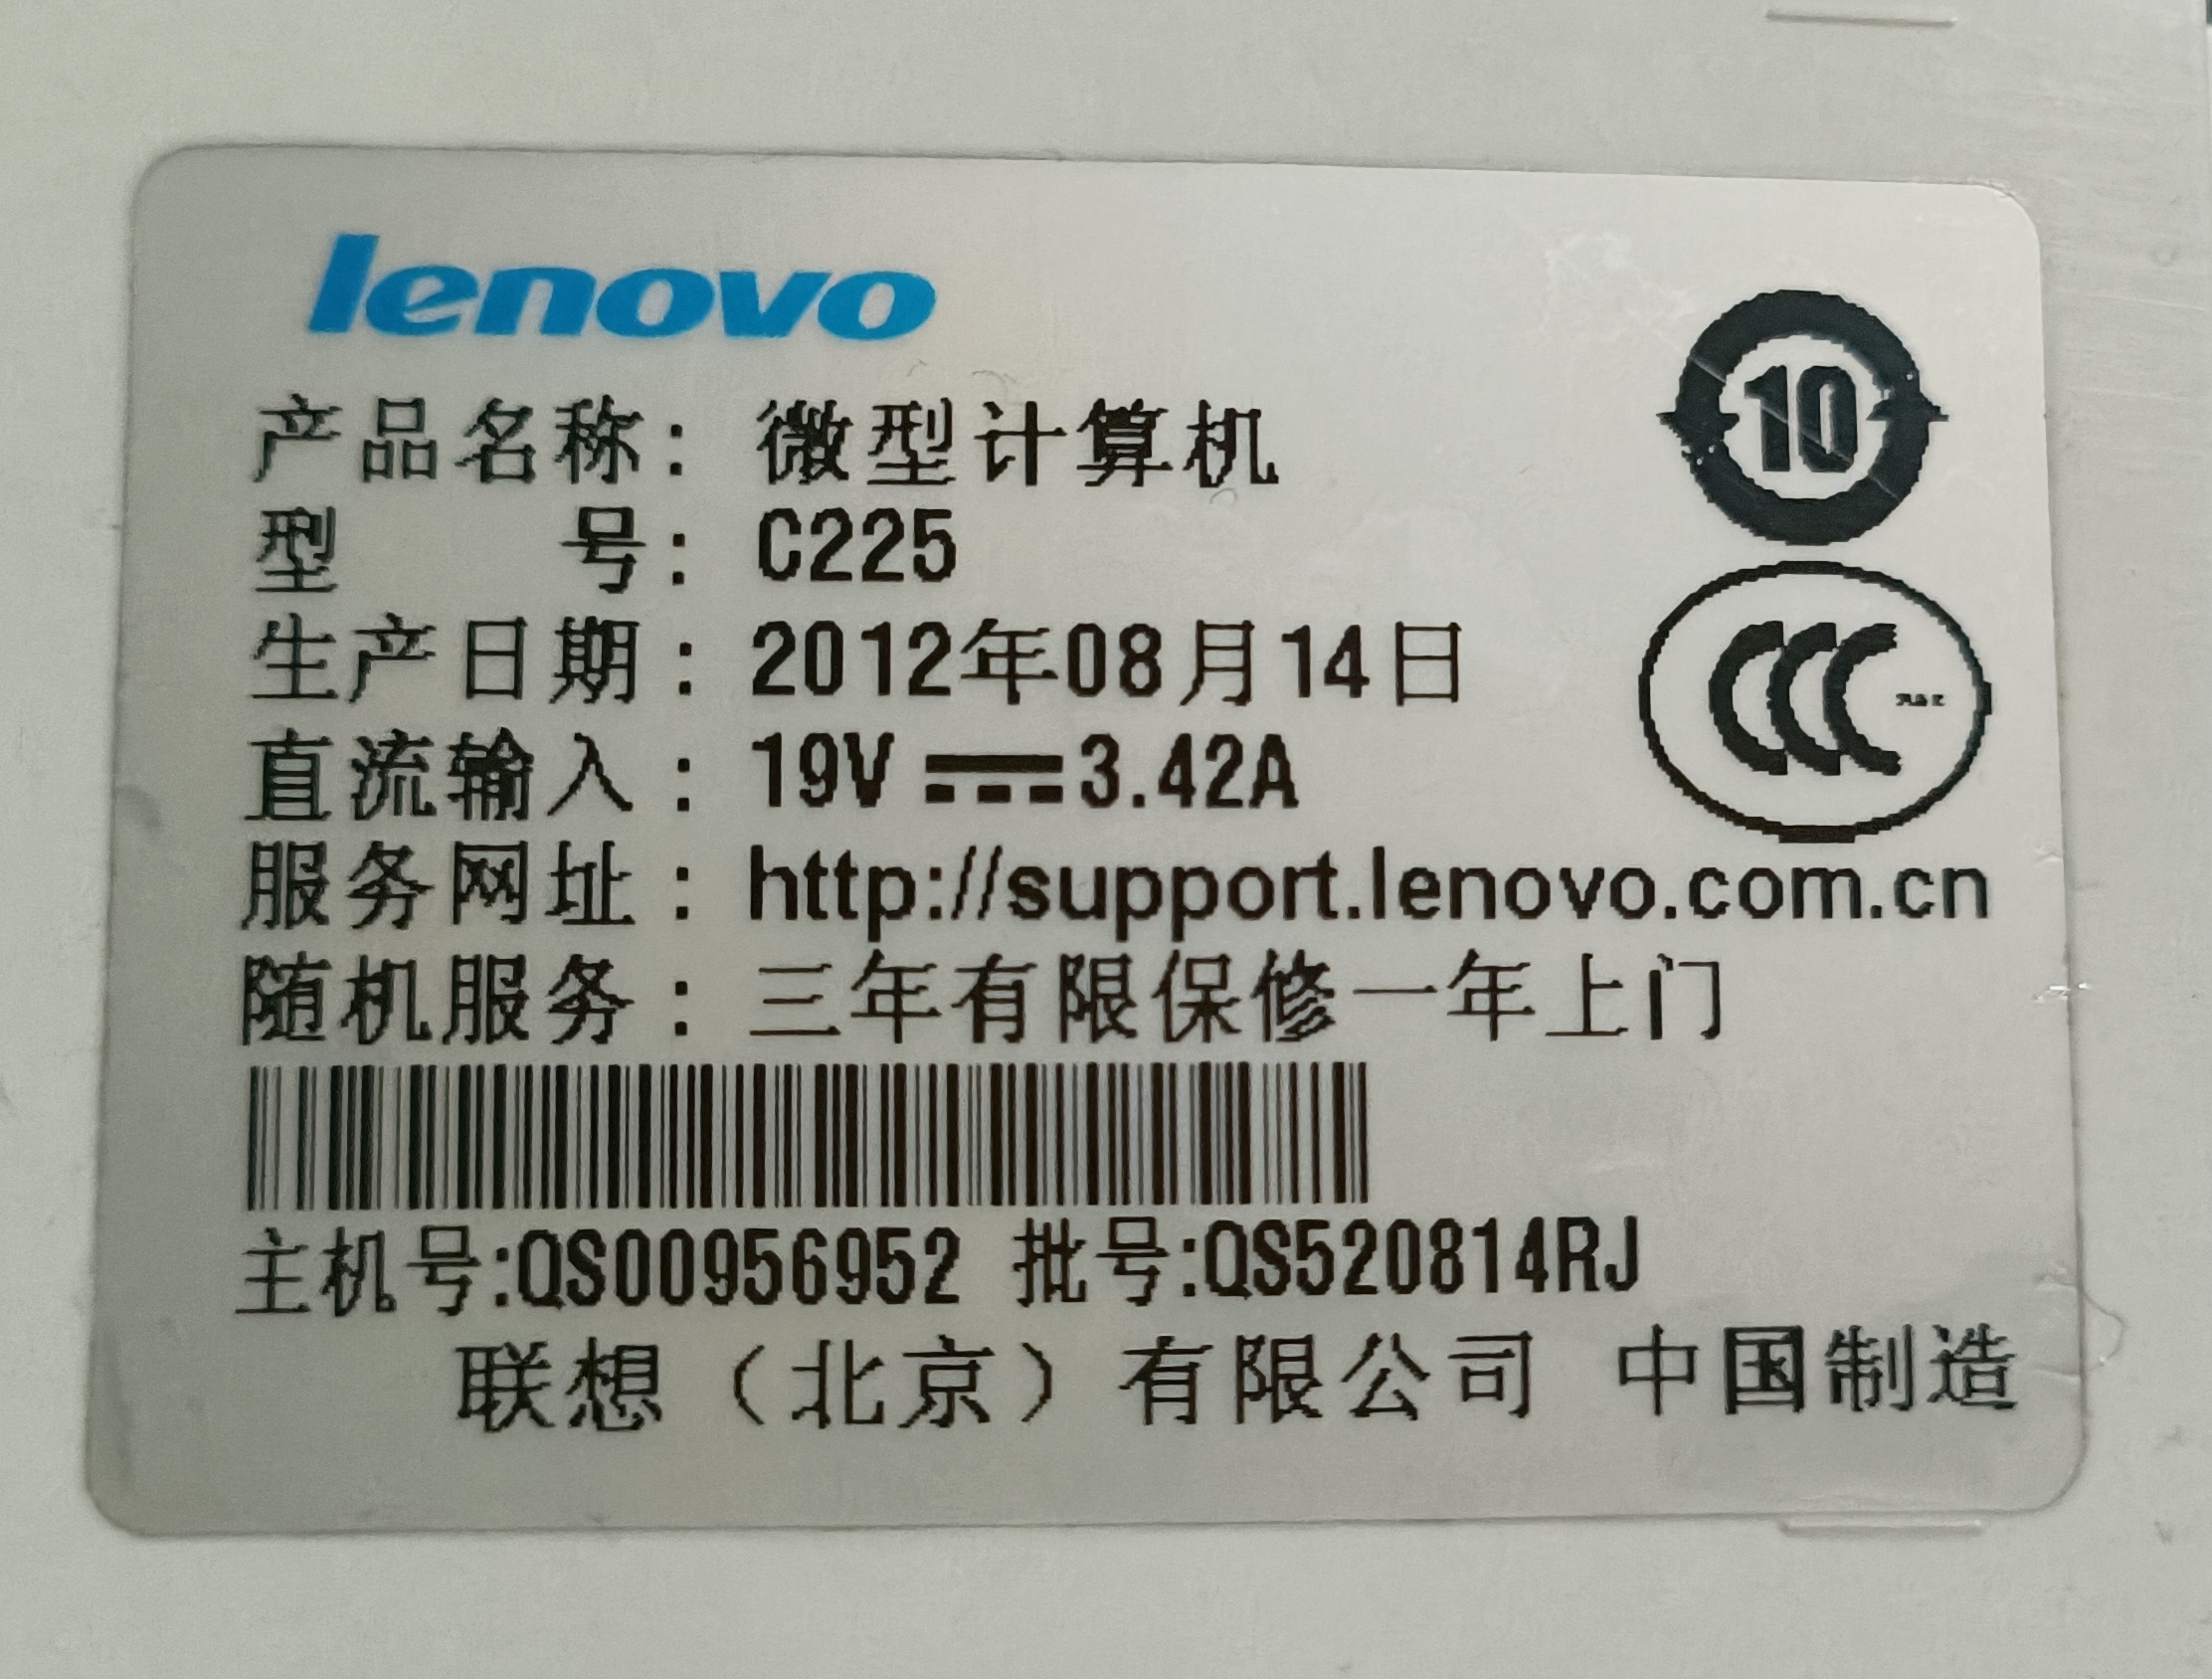 lenovo
产品名称：微型计算机
型　　号：C225
生产日期：2012年08月14日
直流输入：19V⎓3.42A
服务网址：http://support.lenovo.com.cn
随机服务：三年有限保修一年上门
主机号:QS00956952 批号:QS520814RJ
联想（北京）有限公司 中国制造
10
CCC